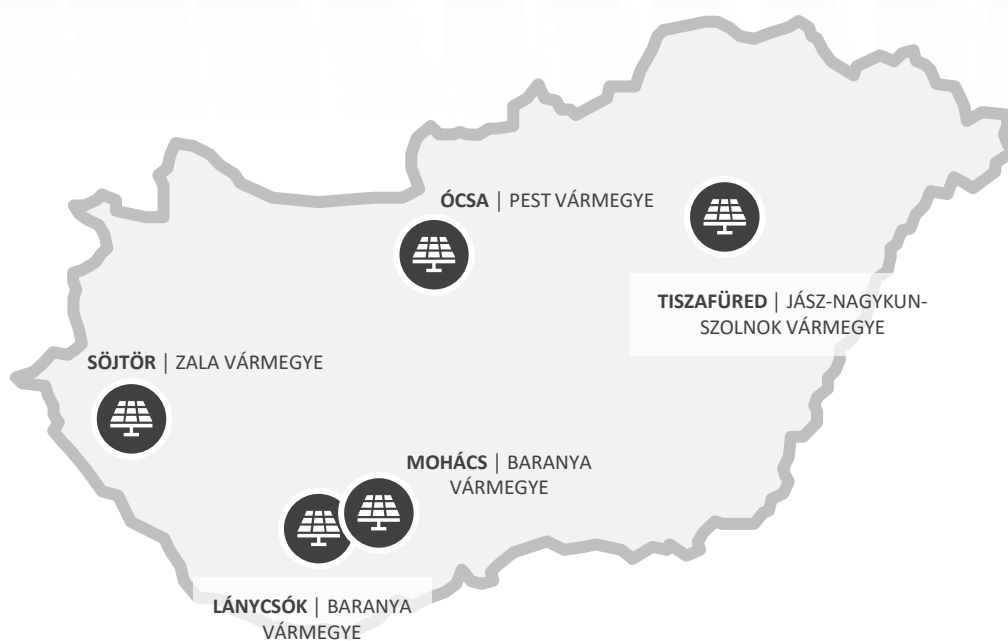 ÓCSA | PEST VÁRMEGYE
TISZAFÜRED | JÁSZ-NAGYKUN-
SZOLNOK VÁRMEGYE
SÖJTÖR | ZALA VÁRMEGYE
MOHÁCS | BARANYA
VÁRMEGYE
LÁNYCSÓK | BARANYA
VÁRMEGYE